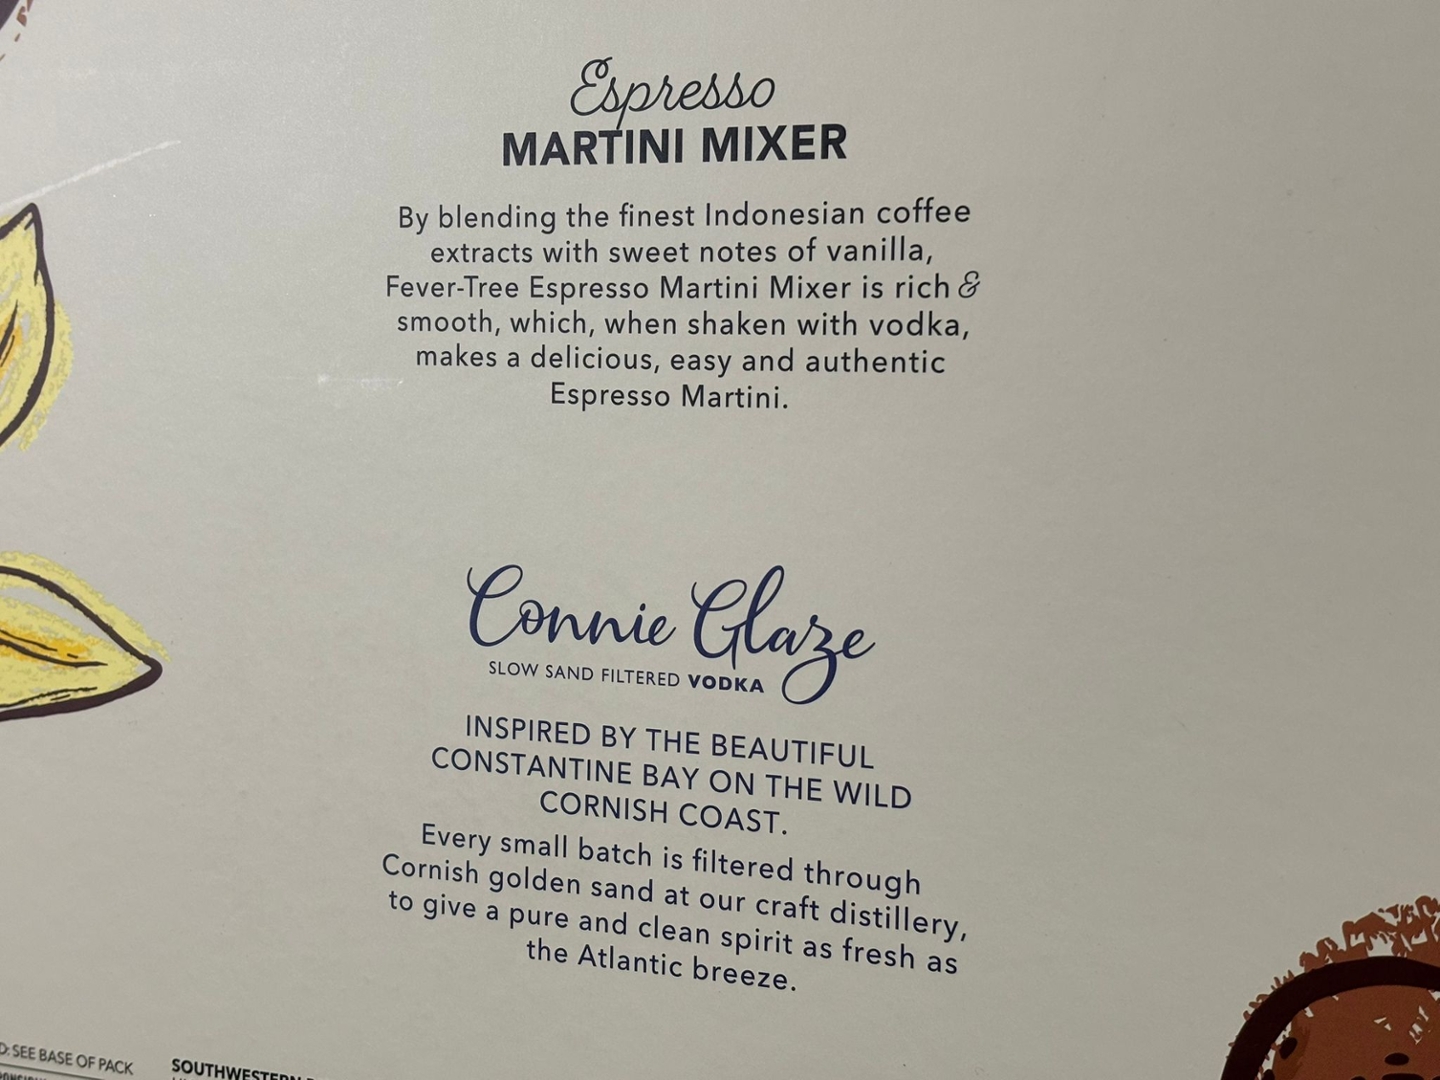 Espresso
MARTINI MIXER
By blending the finest Indonesian coffee
extracts with sweet notes of vanilla,
Fever-Tree Espresso Martini Mixer is rich &
smooth, which, when shaken with vodka,
makes a delicious, easy and authentic
Espresso Martini.
Connie Glaze
SLOW SAND FILTERED VODKA
INSPIRED BY THE BEAUTIFUL
CONSTANTINE BAY ON THE WILD
CORNISH COAST.
Every small batch is filtered through
Cornish golden sand at our craft distillery,
to give a pure and clean spirit as fresh as
the Atlantic breeze.
SEE BASE OF PACK
SOUTHWESTERN